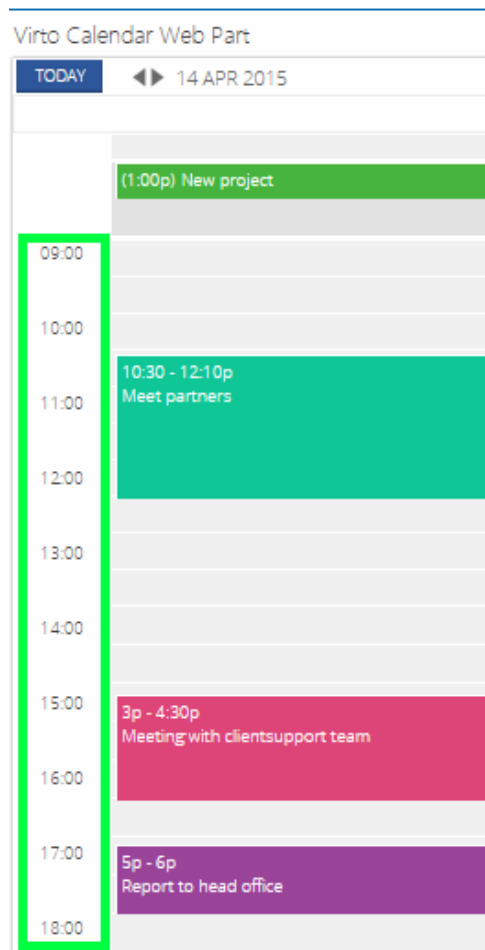 Virto Calendar Web Part
TODAY 14 APR 2015
(1:00p) New project
09:00
10:00
10:30 - 12:10p
Meet partners
11:00
12:00
13:00
14:00
15:00
3p - 4:30p
Meeting with clientsupport team
16:00
17:00
5p - 6p
Report to head office
18:00